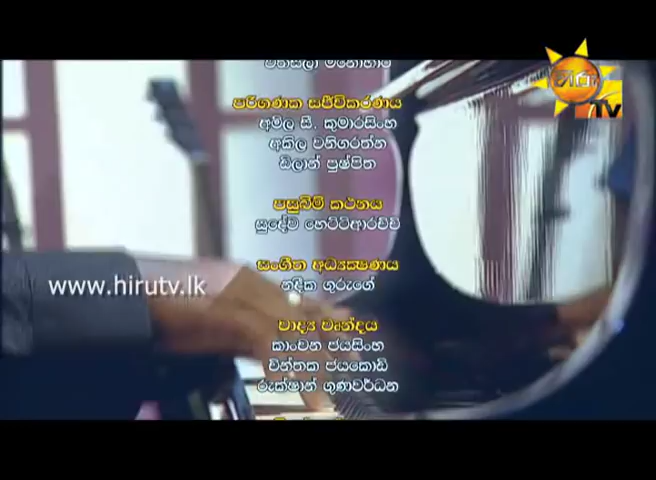 පරිගණක සජීවිකරණය
අමිල සී. කුමාරසිංහ
අකිල වනිගරත්න
ඩිලාන් පුෂ්පිත
පසුබිම් කථනය
සුදේව හෙට්ටිආරච්චි
සංගීත අධ්‍යක්ෂණය
නදීක ගුරුගේ
වාද්‍ය වෘන්දය
කාංචන ජයසිංහ
චින්තක ජයකොඩි
රුක්ෂාන් ගුණවර්ධන
www.hirutv.lk
හිරු
TV